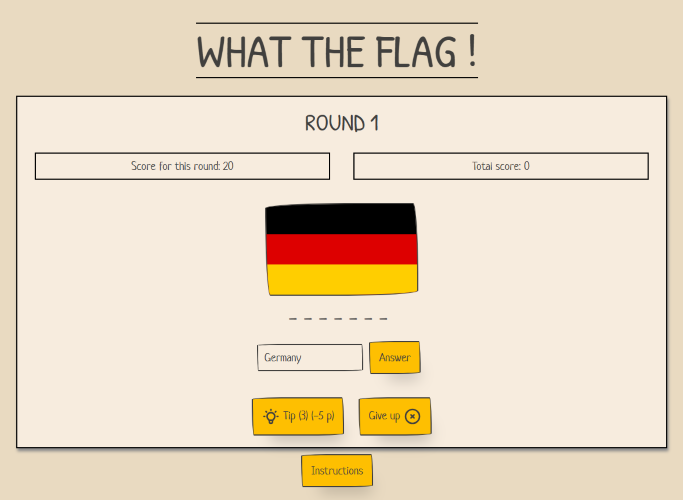 WHAT THE FLAG !
ROUND 1
Score for this round: 20
Total score: 0
_ _ _ _ _ _ _
Germany
Answer
Tip (3) (-5 p)
Give up
Instructions